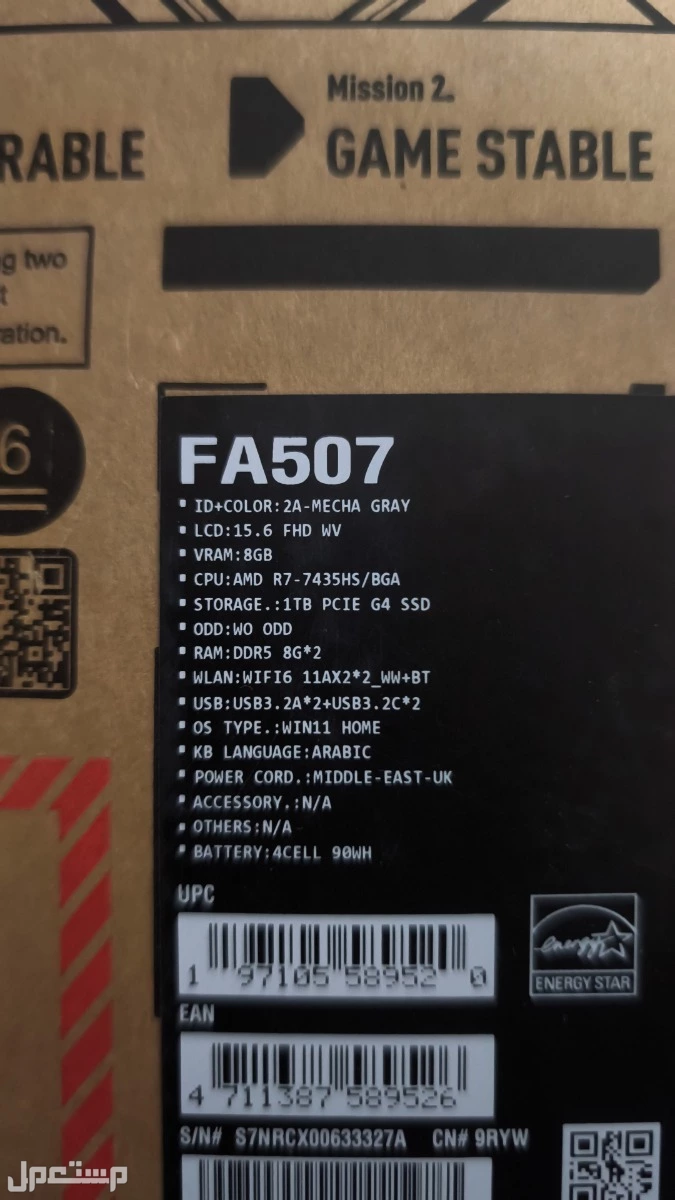 Mission 2.
RABLE
GAME STABLE
g two
t
ration.
6
FA507
▪ ID+COLOR:2A-MECHA GRAY
▪ LCD:15.6 FHD WV
▪ VRAM:8GB
▪ CPU:AMD R7-7435HS/BGA
▪ STORAGE.:1TB PCIE G4 SSD
▪ ODD:WO ODD
▪ RAM:DDR5 8G*2
▪ WLAN:WIFI6 11AX2*2_WW+BT
▪ USB:USB3.2A*2+USB3.2C*2
▪ OS TYPE.:WIN11 HOME
▪ KB LANGUAGE:ARABIC
▪ POWER CORD.:MIDDLE-EAST-UK
▪ ACCESSORY.:N/A
▪ OTHERS:N/A
▪ BATTERY:4CELL 90WH
UPC
1 97105 58952 0
energy
ENERGY STAR
EAN
4 711387 589526
S/N# S7NRCX00633327A CN# 9RYW
مستعمل